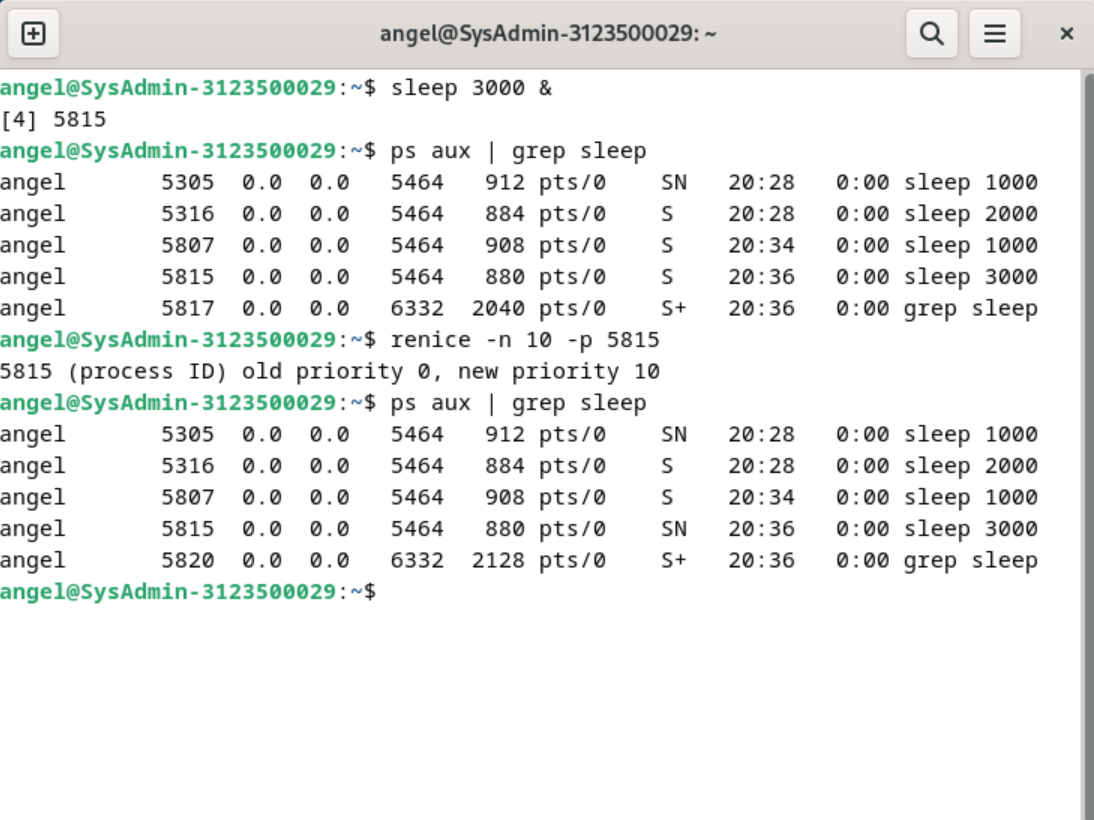 angel@SysAdmin-3123500029: ~
angel@SysAdmin-3123500029:~$ sleep 3000 &
[4] 5815
angel@SysAdmin-3123500029:~$ ps aux | grep sleep
angel       5305  0.0  0.0   5464   912 pts/0    SN   20:28   0:00 sleep 1000
angel       5316  0.0  0.0   5464   884 pts/0    S    20:28   0:00 sleep 2000
angel       5807  0.0  0.0   5464   908 pts/0    S    20:34   0:00 sleep 1000
angel       5815  0.0  0.0   5464   880 pts/0    S    20:36   0:00 sleep 3000
angel       5817  0.0  0.0   6332  2040 pts/0    S+   20:36   0:00 grep sleep
angel@SysAdmin-3123500029:~$ renice -n 10 -p 5815
5815 (process ID) old priority 0, new priority 10
angel@SysAdmin-3123500029:~$ ps aux | grep sleep
angel       5305  0.0  0.0   5464   912 pts/0    SN   20:28   0:00 sleep 1000
angel       5316  0.0  0.0   5464   884 pts/0    S    20:28   0:00 sleep 2000
angel       5807  0.0  0.0   5464   908 pts/0    S    20:34   0:00 sleep 1000
angel       5815  0.0  0.0   5464   880 pts/0    SN   20:36   0:00 sleep 3000
angel       5820  0.0  0.0   6332  2128 pts/0    S+   20:36   0:00 grep sleep
angel@SysAdmin-3123500029:~$